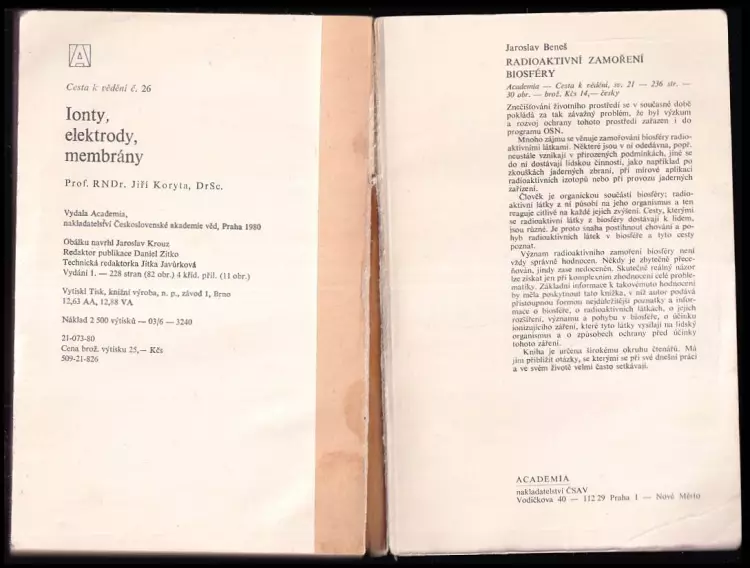 A
Cesta k vědění č. 26
Ionty,
elektrody,
membrány
Prof. RNDr. Jiří Koryta, DrSc.
Vydala Academia,
nakladatelství Československé akademie věd, Praha 1980
Obálku navrhl Jaroslav Krouz
Redaktor publikace Daniel Zitko
Technická redaktorka Jitka Javůrková
Vydání 1. — 228 stran (82 obr.) 4 kříd. příl. (11 obr.)
Vytiskl Tisk, knižní výroba, n. p., závod 1, Brno
12,63 AA, 12,88 VA
Náklad 2 500 výtisků — 03/6 — 3240
21-073-80
Cena brož. výtisku 25,— Kčs
509-21-826
Jaroslav Beneš
RADIOAKTIVNÍ ZAMOŘENÍ
BIOSFÉRY
Academia — Cesta k vědění, sv. 21 — 236 str. —
30 obr. — brož. Kčs 14,— česky
Znečišťování životního prostředí se v současné době
pokládá za tak závažný problém, že byl výzkum
a rozvoj ochrany tohoto prostředí zařazen i do
programu OSN.
Mnoho zájmu se věnuje zamořování biosféry radio-
aktivními látkami. Některé jsou v ní odedávna, popř.
neustále vznikají v přirozených podmínkách, jiné se
do ní dostávají lidskou činností, jako například po
zkouškách jaderných zbraní, při mírové aplikaci
radioaktivních izotopů nebo při provozu jaderných
zařízení.
Člověk je organickou součástí biosféry; radio-
aktivní látky z ní působí na jeho organismus a ten
reaguje citlivě na každé jejich zvýšení. Cesty, kterými
se radioaktivní látky z biosféry dostávají k lidem,
jsou různé. Je proto snaha postihnout chování a po-
hyb radioaktivních látek v biosféře a tyto cesty
poznat.
Význam radioaktivního zamoření biosféry není
vždy správně hodnocen. Někdy je zbytečně přece-
ňován, jindy zase nedoceněn. Skutečně reálný názor
lze získat jen při komplexním zhodnocení celé proble-
matiky. Základní informace k takovémuto hodnocení
by měla poskytnout tato knížka, v níž autor podává
přístupnou formou nejdůležitější poznatky a infor-
mace o biosféře, o radioaktivních látkách, o jejich
rozšíření, významu a pohybu v biosféře, o účinku
ionizujícího záření, které tyto látky vysílají na lidský
organismus a o způsobech ochrany před účinky
tohoto záření.
Kniha je určena širokému okruhu čtenářů. Má
jim přiblížit otázky, se kterými se při své dnešní práci
a ve svém životě velmi často setkávají.
ACADEMIA
nakladatelství ČSAV
Vodičkova 40 — 112 29 Praha 1 — Nové Město